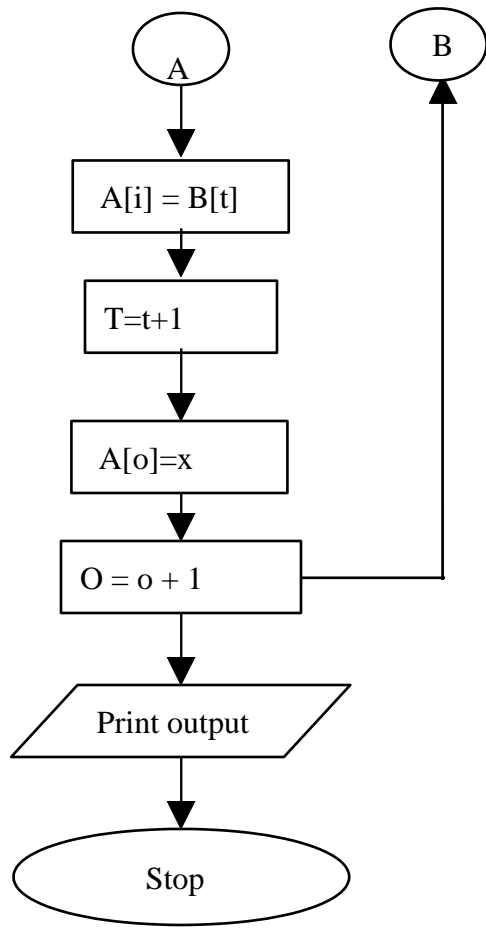 A
B
A[i] = B[t]
T=t+1
A[o]=x
O = o + 1
Print output
Stop